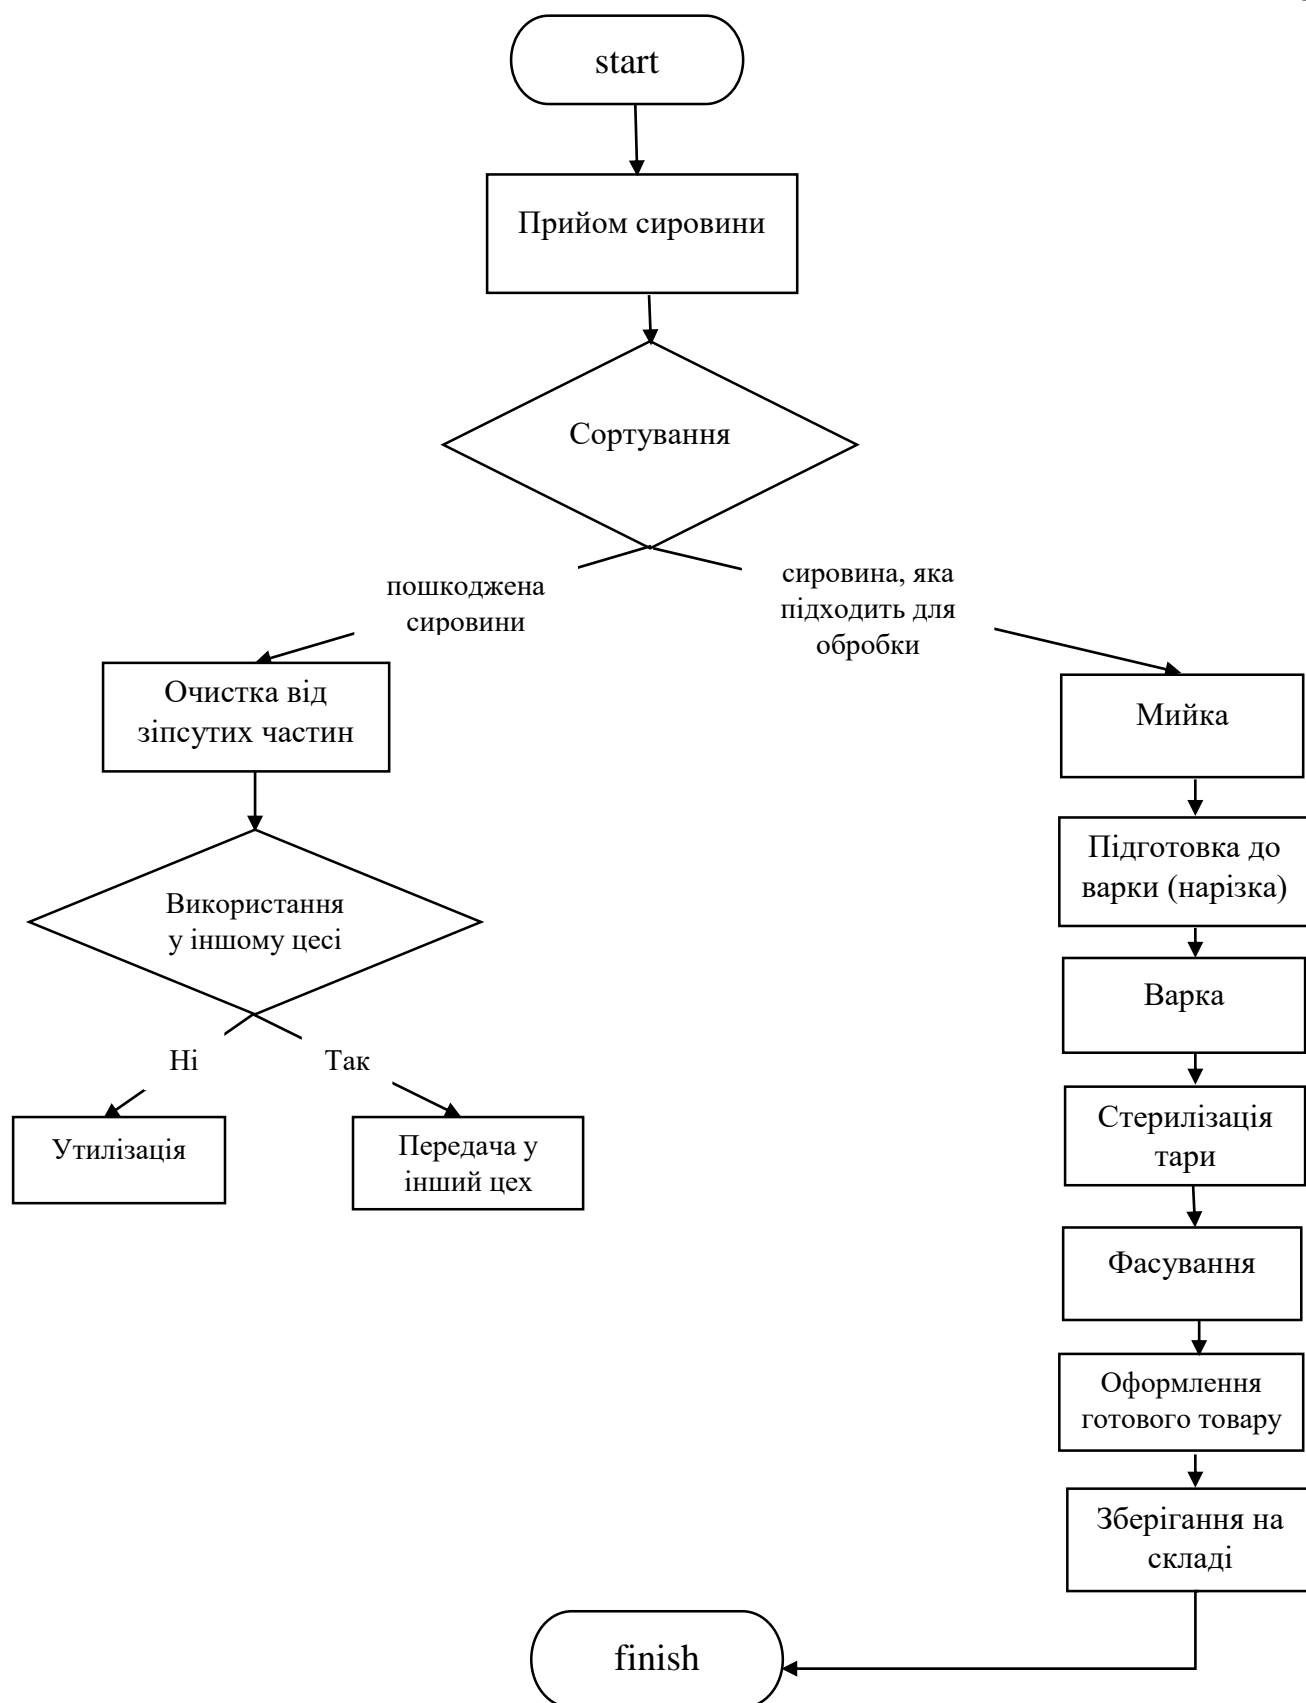 start
Прийом сировини
Сортування
пошкоджена
сировини
сировина, яка
підходить для
обробки
Очистка від
зіпсутих частин
Мийка
Підготовка до
варки (нарізка)
Використання
у іншому цесі
Варка
Ні
Так
Утилізація
Передача у
інший цех
Стерилізація
тари
Фасування
Оформлення
готового товару
Зберігання на
складі
finish